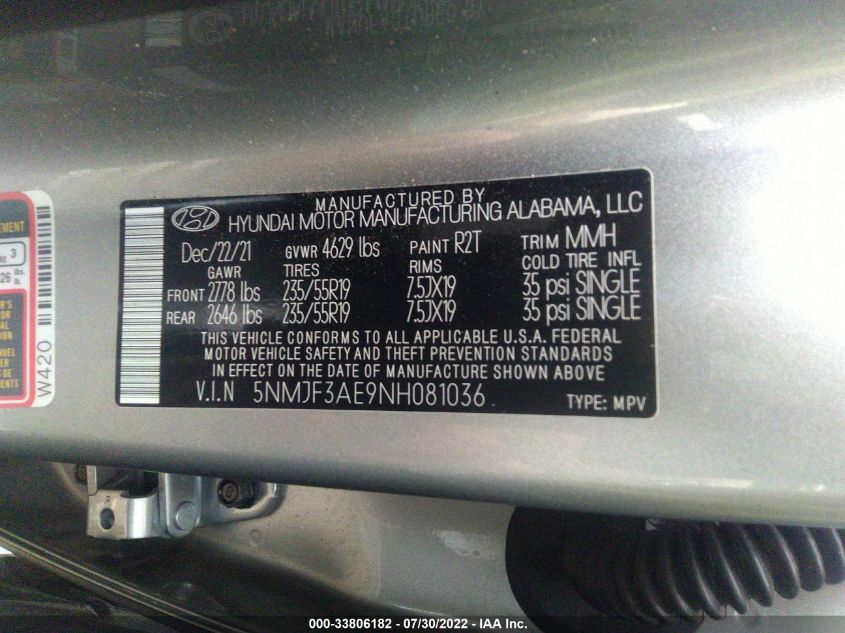 MANUFACTURED BY
HYUNDAI MOTOR MANUFACTURING ALABAMA, LLC
Dec/22/21 GVWR 4629 lbs PAINT R2T TRIM MMH
GAWR TIRES RIMS COLD TIRE INFL
FRONT 2778 lbs 235/55R19 7.5JX19 35 psi SINGLE
REAR 2646 lbs 235/55R19 7.5JX19 35 psi SINGLE
THIS VEHICLE CONFORMS TO ALL APPLICABLE U.S.A. FEDERAL
MOTOR VEHICLE SAFETY AND THEFT PREVENTION STANDARDS
IN EFFECT ON THE DATE OF MANUFACTURE SHOWN ABOVE
V.I.N 5NMJF3AE9NH081036 TYPE: MPV
W420
3
26 lbs.
000-33806182 - 07/30/2022 - IAA Inc.